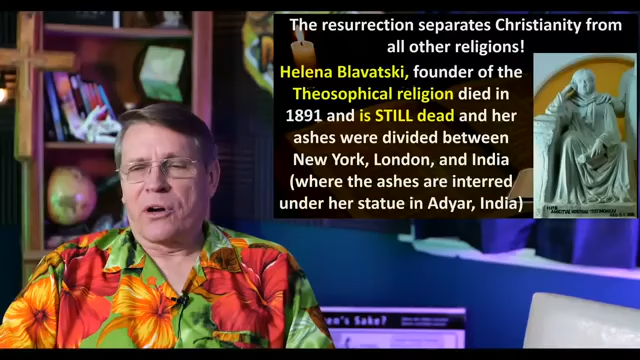 The resurrection separates Christianity from
all other religions!
Helena Blavatski, founder of the
Theosophical religion died in
1891 and is STILL dead and her
ashes were divided between
New York, London, and India
(where the ashes are interred
under her statue in Adyar, India)
en's Sake?